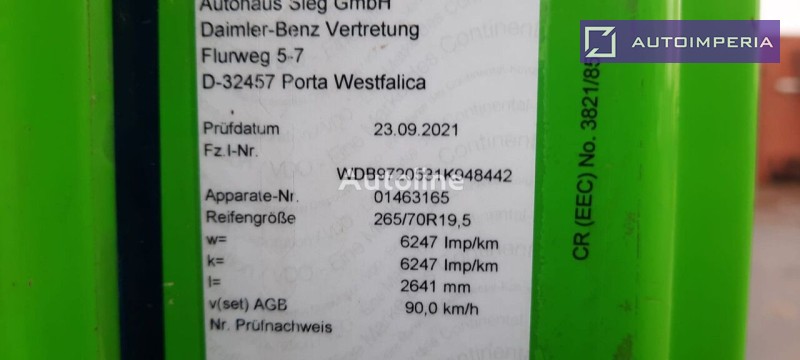 Autohaus Sieg GmbH
Daimler-Benz Vertretung
Flurweg 5-7
D-32457 Porta Westfalica
Prüfdatum 23.09.2021
Fz.I-Nr.
WDB9720531K948442
Apparate-Nr. 01463165
Reifengröße 265/70R19,5
w= 6247 Imp/km
k= 6247 Imp/km
l= 2641 mm
v(set) AGB 90,0 km/h
Nr. Prüfnachweis
CR (EEC) No. 3821/85
AUTOIMPERIA
Autoline